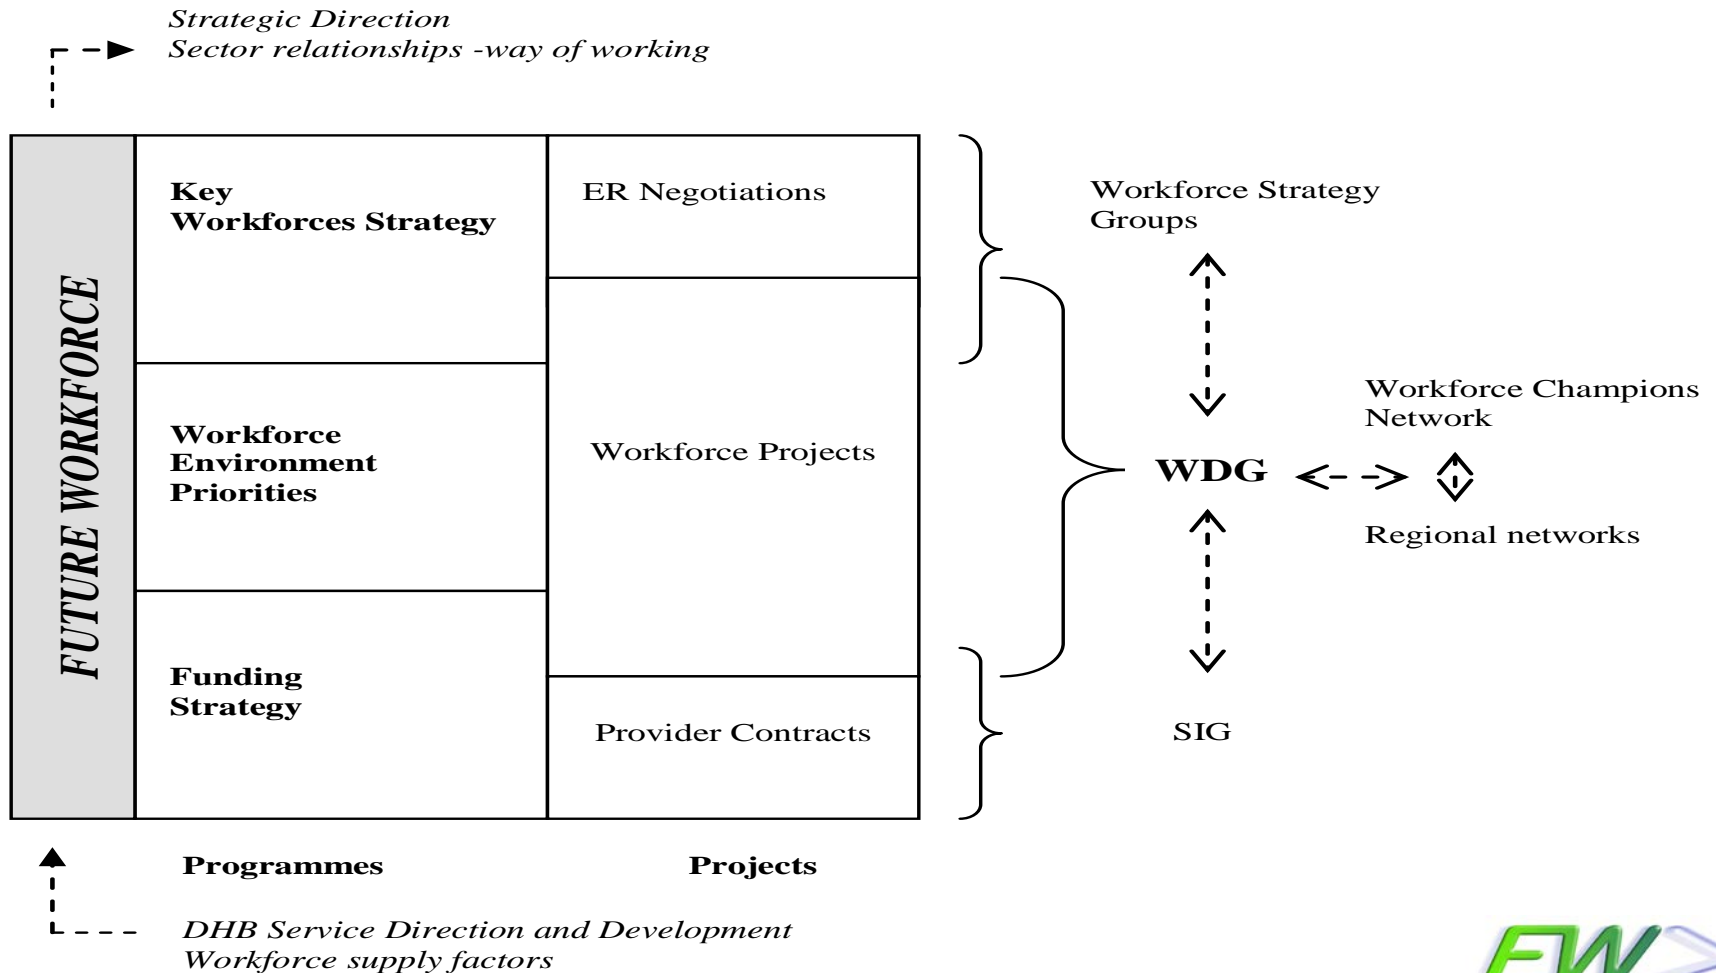 Strategic Direction
Sector relationships -way of working
FUTURE WORKFORCE
Key
Workforces Strategy
ER Negotiations
Workforce Environment
Priorities
Workforce Projects
Funding
Strategy
Provider Contracts
Workforce Strategy
Groups
Workforce Champions
Network
WDG
Regional networks
SIG
Programmes
Projects
DHB Service Direction and Development
Workforce supply factors
FW